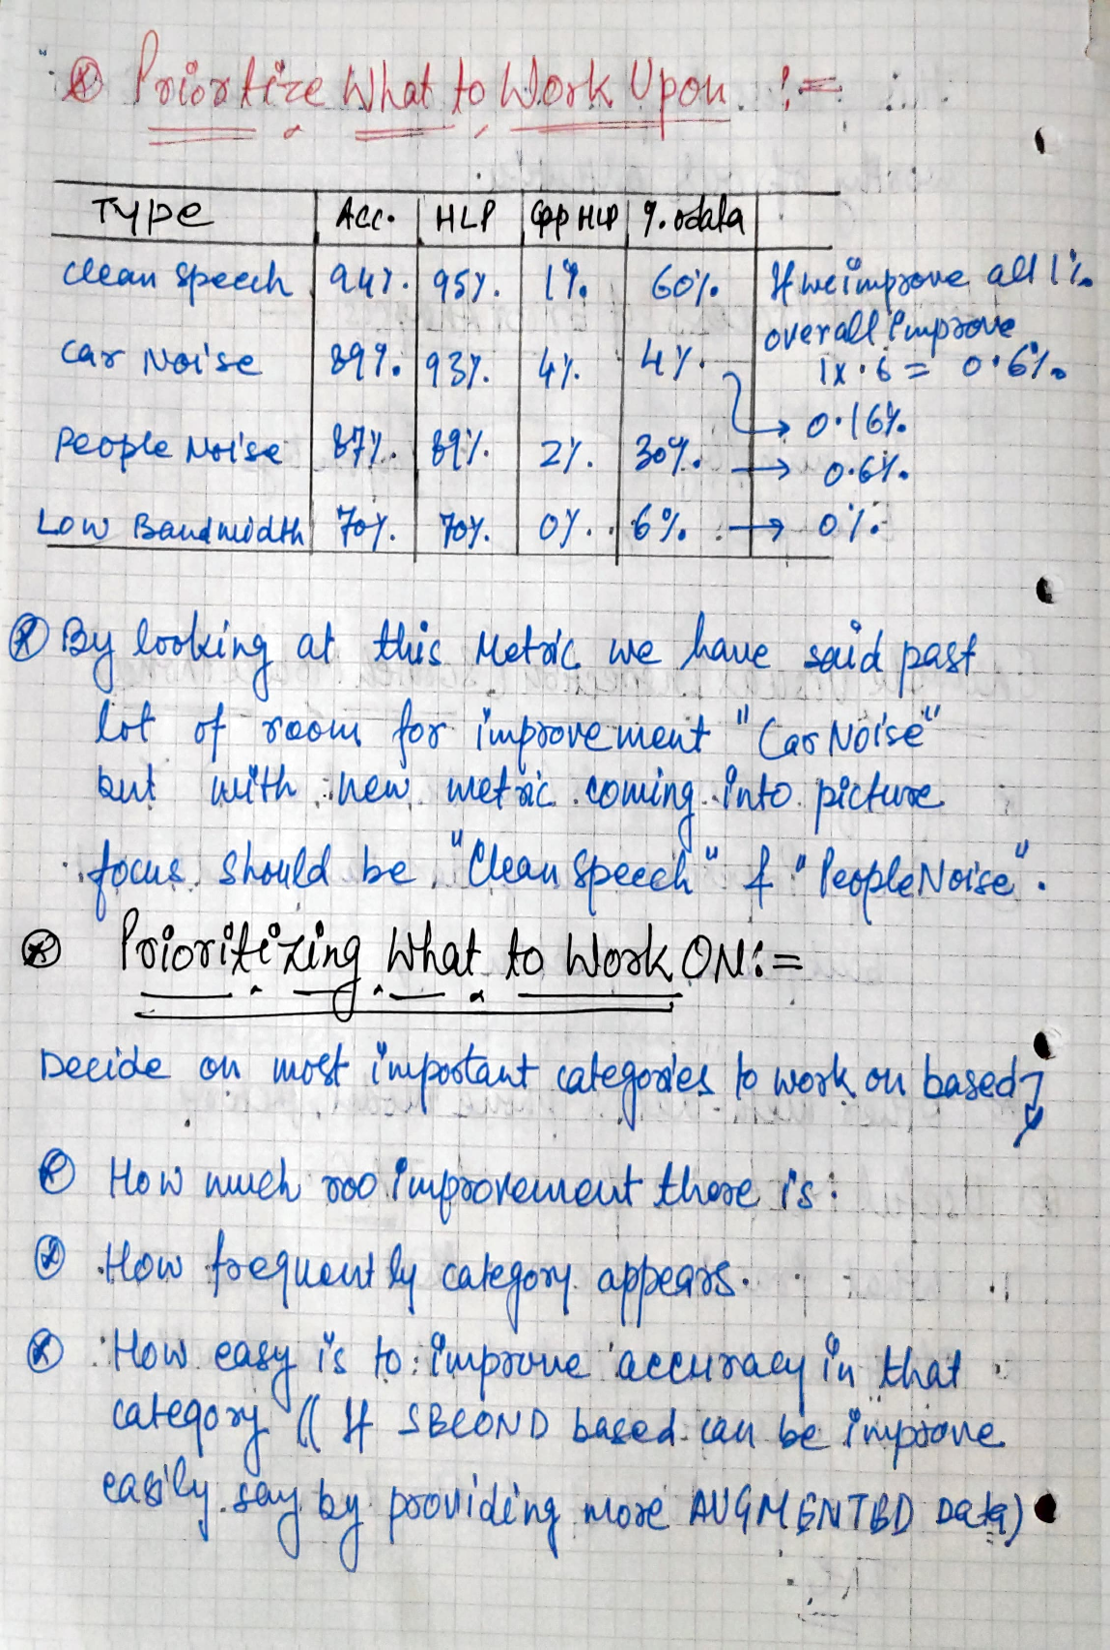 Priortize What to Work Upon :=
Type Acc. HLP Gap HLP % odata
Clean Speech 94% 95% 1% 60% If we improve all 1%
overall improve
Car Noise 89% 93% 4% 4% 1x.6 = 0.6%
→ 0.16%
People Noise 87% 89% 2% 30% → 0.6%
Low Bandwidth 70% 70% 0% 6% → 0%
By looking at this Metric we have said past
lot of room for improvement "Car Noise"
but with new metric coming into picture
focus should be "Clean Speech" & "People Noise".
Prioritizing What to Work ON:=
Decide on most important categories to work on based
How much roo improvement there is:
How frequently category appears.
How easy is to improve accuracy in that
category (( If SECOND based can be improve
easily say by providing more AUGMENTED Data)